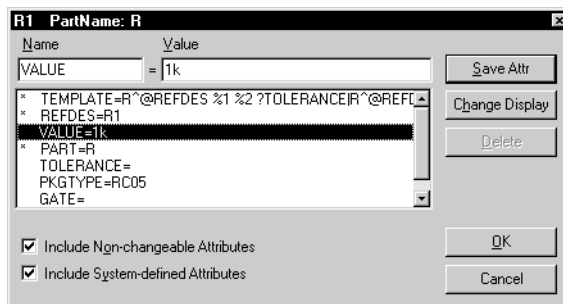 R1 PartName: R
Name Value
VALUE = 1k
Save Attr
* TEMPLATE=R^@REFDES %1 %2 ?TOLERANCE|R^@REFD
Change Display
* REFDES=R1
VALUE=1k
Delete
* PART=R
TOLERANCE=
PKGTYPE=RC05
GATE=
Include Non-changeable Attributes
OK
Include System-defined Attributes
Cancel